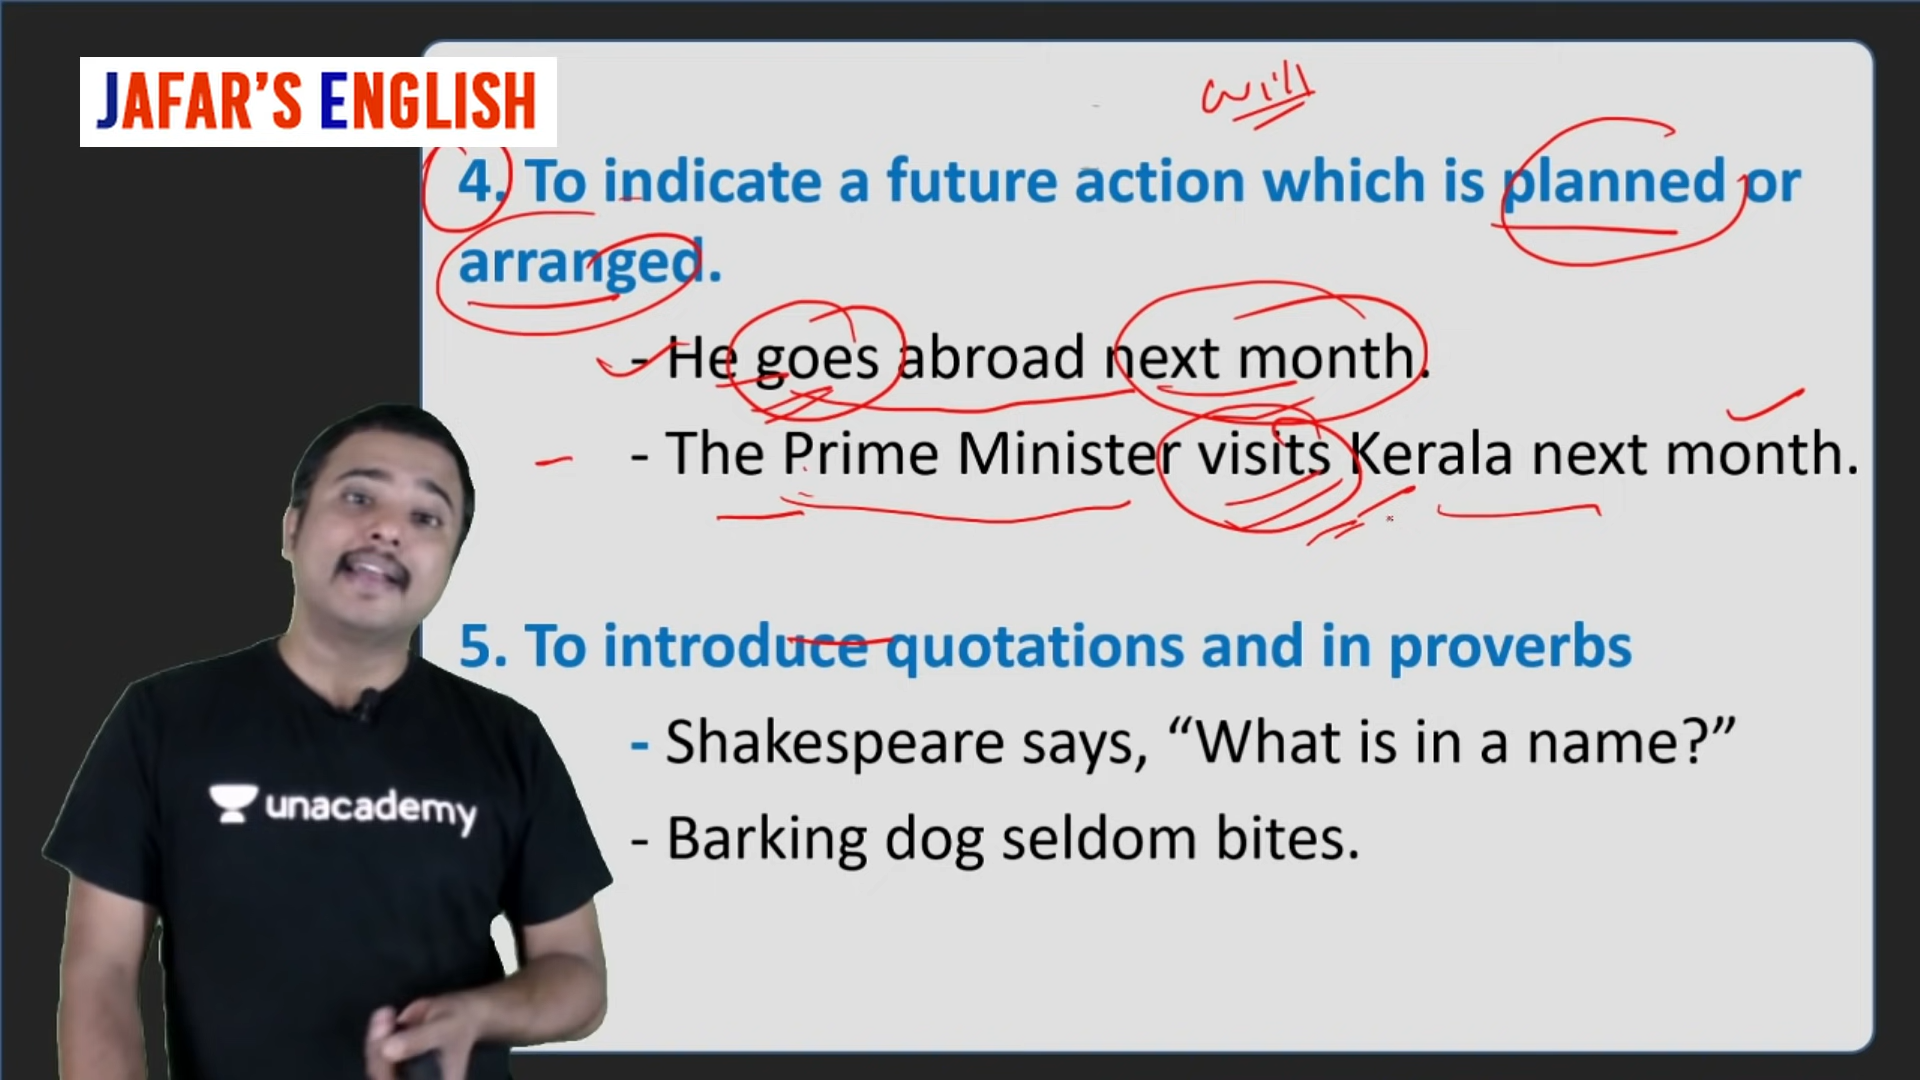 JAFAR'S ENGLISH
will
4. To indicate a future action which is planned or
arranged.
- He goes abroad next month.
- The Prime Minister visits Kerala next month.
5. To introduce quotations and in proverbs
- Shakespeare says, “What is in a name?”
- Barking dog seldom bites.
unacademy